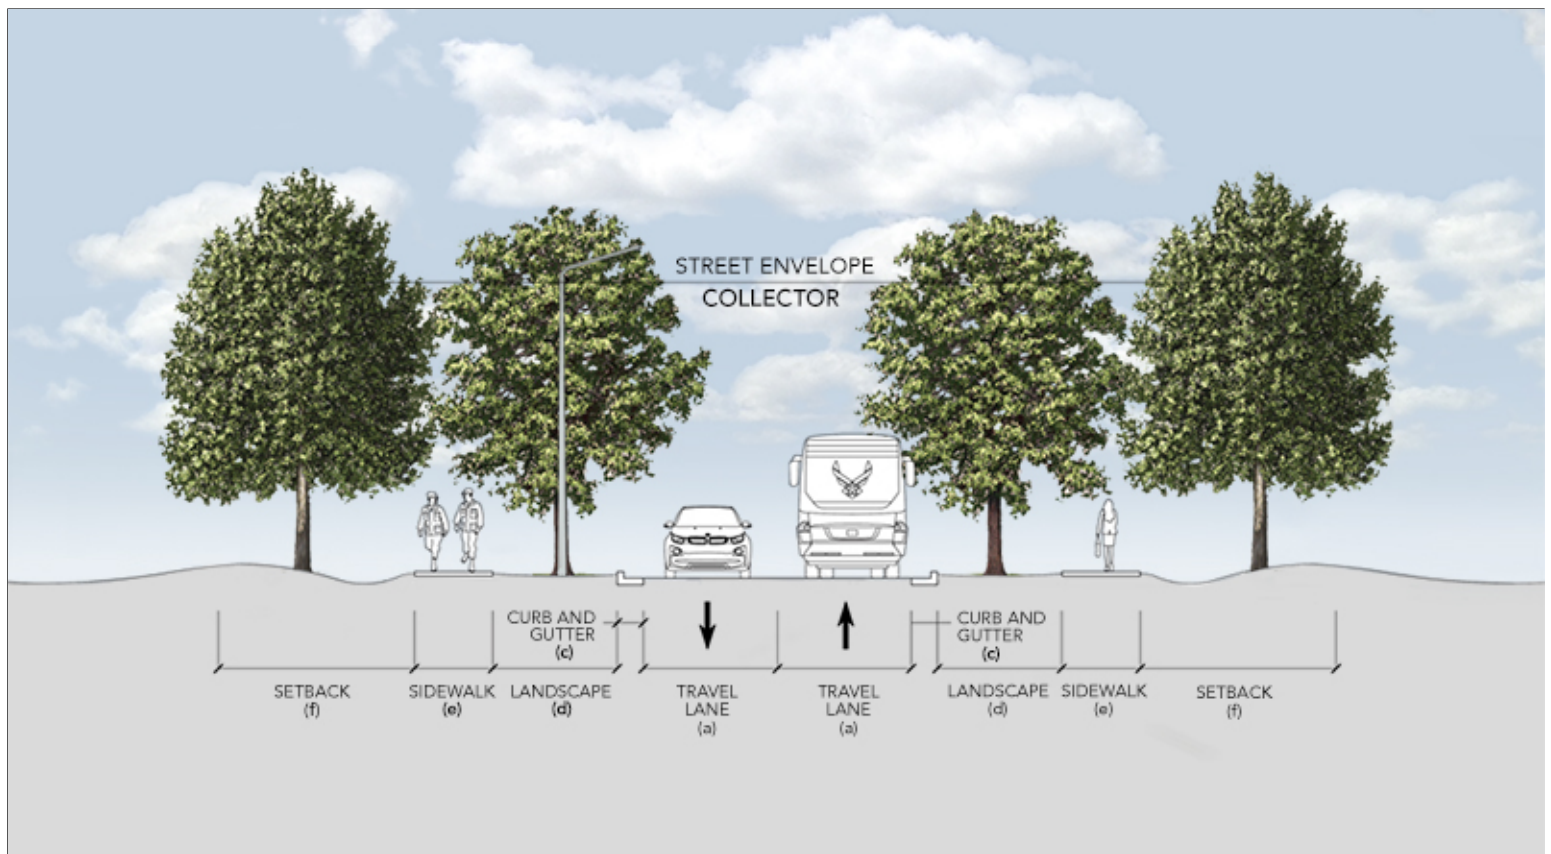 STREET ENVELOPE
COLLECTOR
CURB AND
GUTTER
(c)
CURB AND
GUTTER
(c)
SETBACK
(f)
SIDEWALK
(e)
LANDSCAPE
(d)
TRAVEL
LANE
(a)
TRAVEL
LANE
(a)
LANDSCAPE
(d)
SIDEWALK
(e)
SETBACK
(f)